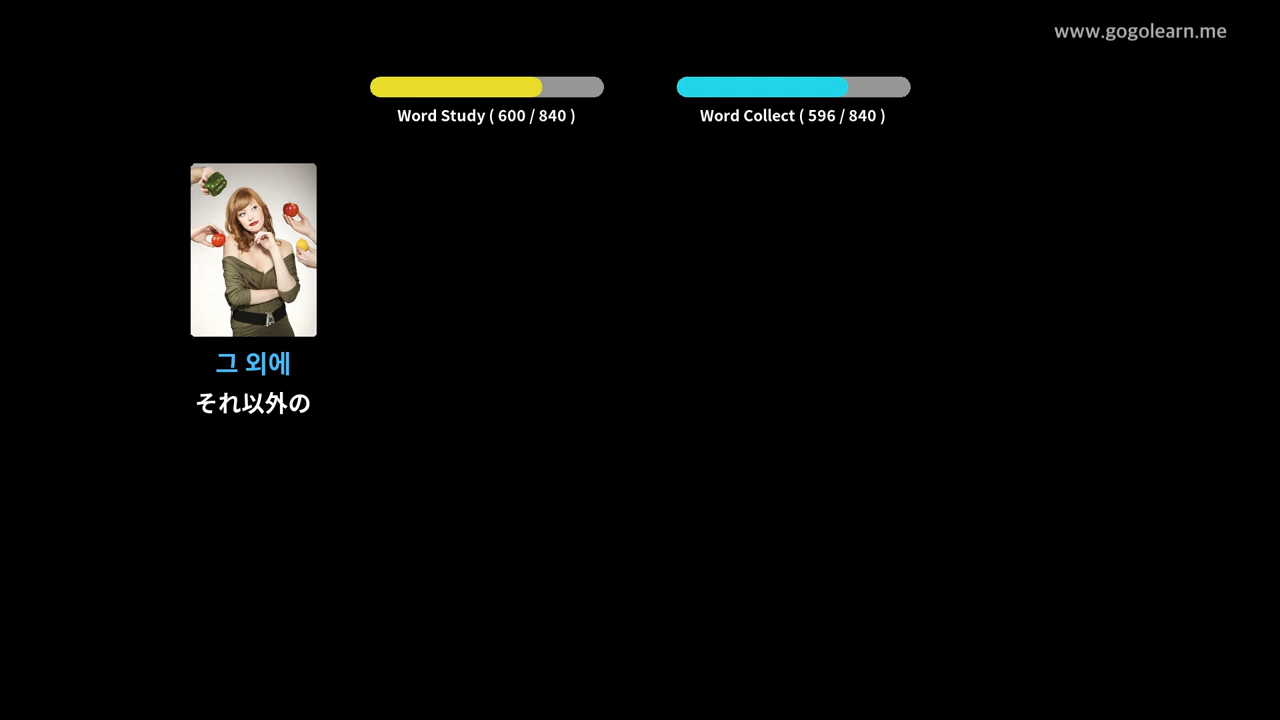 www.gogolearn.me
Word Study ( 600 / 840 )
Word Collect ( 596 / 840 )
그 외에
それ以外の